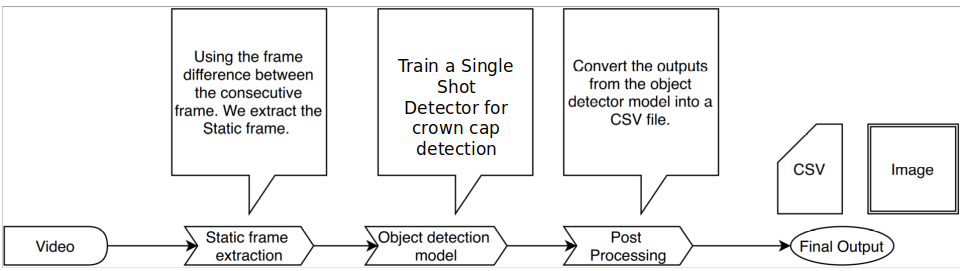 Using the frame
difference between
the consecutive
frame. We extract the
Static frame.
Train a Single
Shot
Detector for
crown cap
detection
Convert the outputs
from the object
detector model into a
CSV file.
CSV
Image
Video
Static frame
extraction
Object detection
model
Post
Processing
Final Output